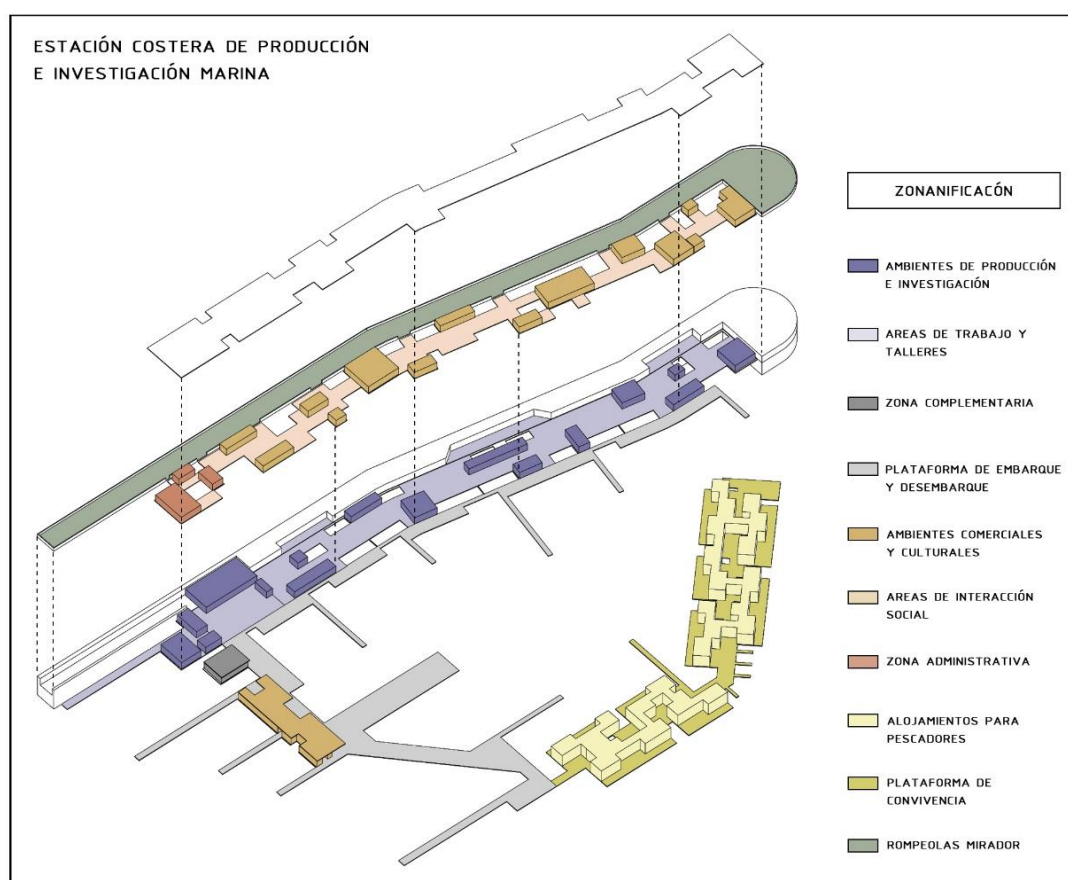 ESTACIÓN COSTERA DE PRODUCCIÓN
E INVESTIGACIÓN MARINA
ZONANIFICACÓN
AMBIENTES DE PRODUCCIÓN
E INVESTIGACIÓN
AREAS DE TRABAJO Y
TALLERES
ZONA COMPLEMENTARIA
PLATAFORMA DE EMBARQUE
Y DESEMBARQUE
AMBIENTES COMERCIALES
Y CULTURALES
AREAS DE INTERACCIÓN
SOCIAL
ZONA ADMINISTRATIVA
ALOJAMIENTOS PARA
PESCADORES
PLATAFORMA DE
CONVIVENCIA
ROMPEOLAS MIRADOR